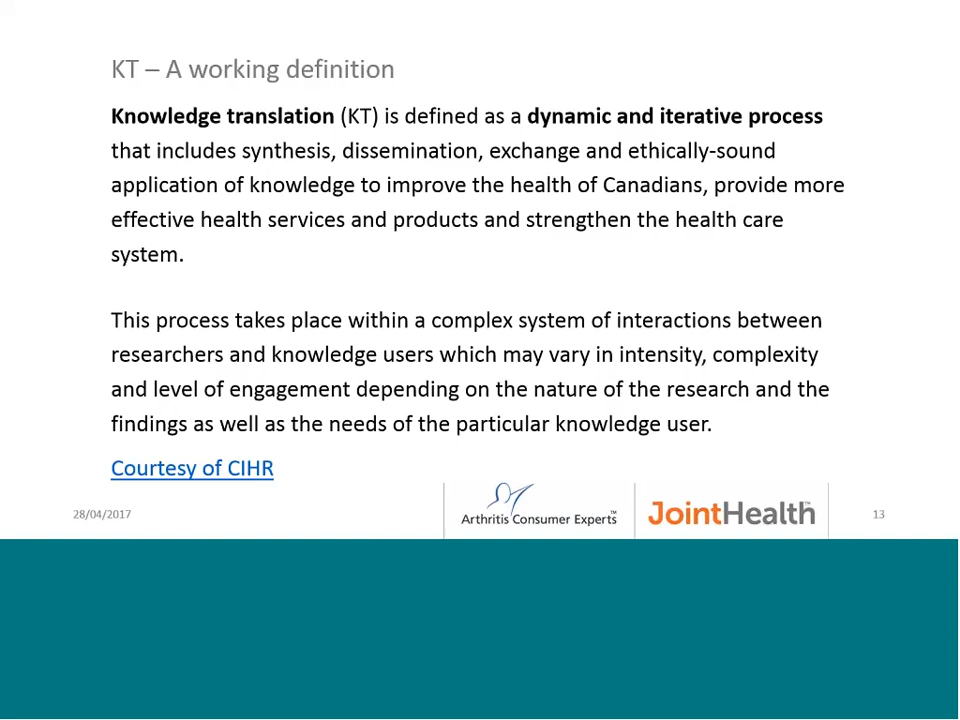 KT – A working definition
Knowledge translation (KT) is defined as a dynamic and iterative process
that includes synthesis, dissemination, exchange and ethically-sound
application of knowledge to improve the health of Canadians, provide more
effective health services and products and strengthen the health care
system.
This process takes place within a complex system of interactions between
researchers and knowledge users which may vary in intensity, complexity
and level of engagement depending on the nature of the research and the
findings as well as the needs of the particular knowledge user.
Courtesy of CIHR
28/04/2017
Arthritis Consumer Experts™
JointHealth™
13